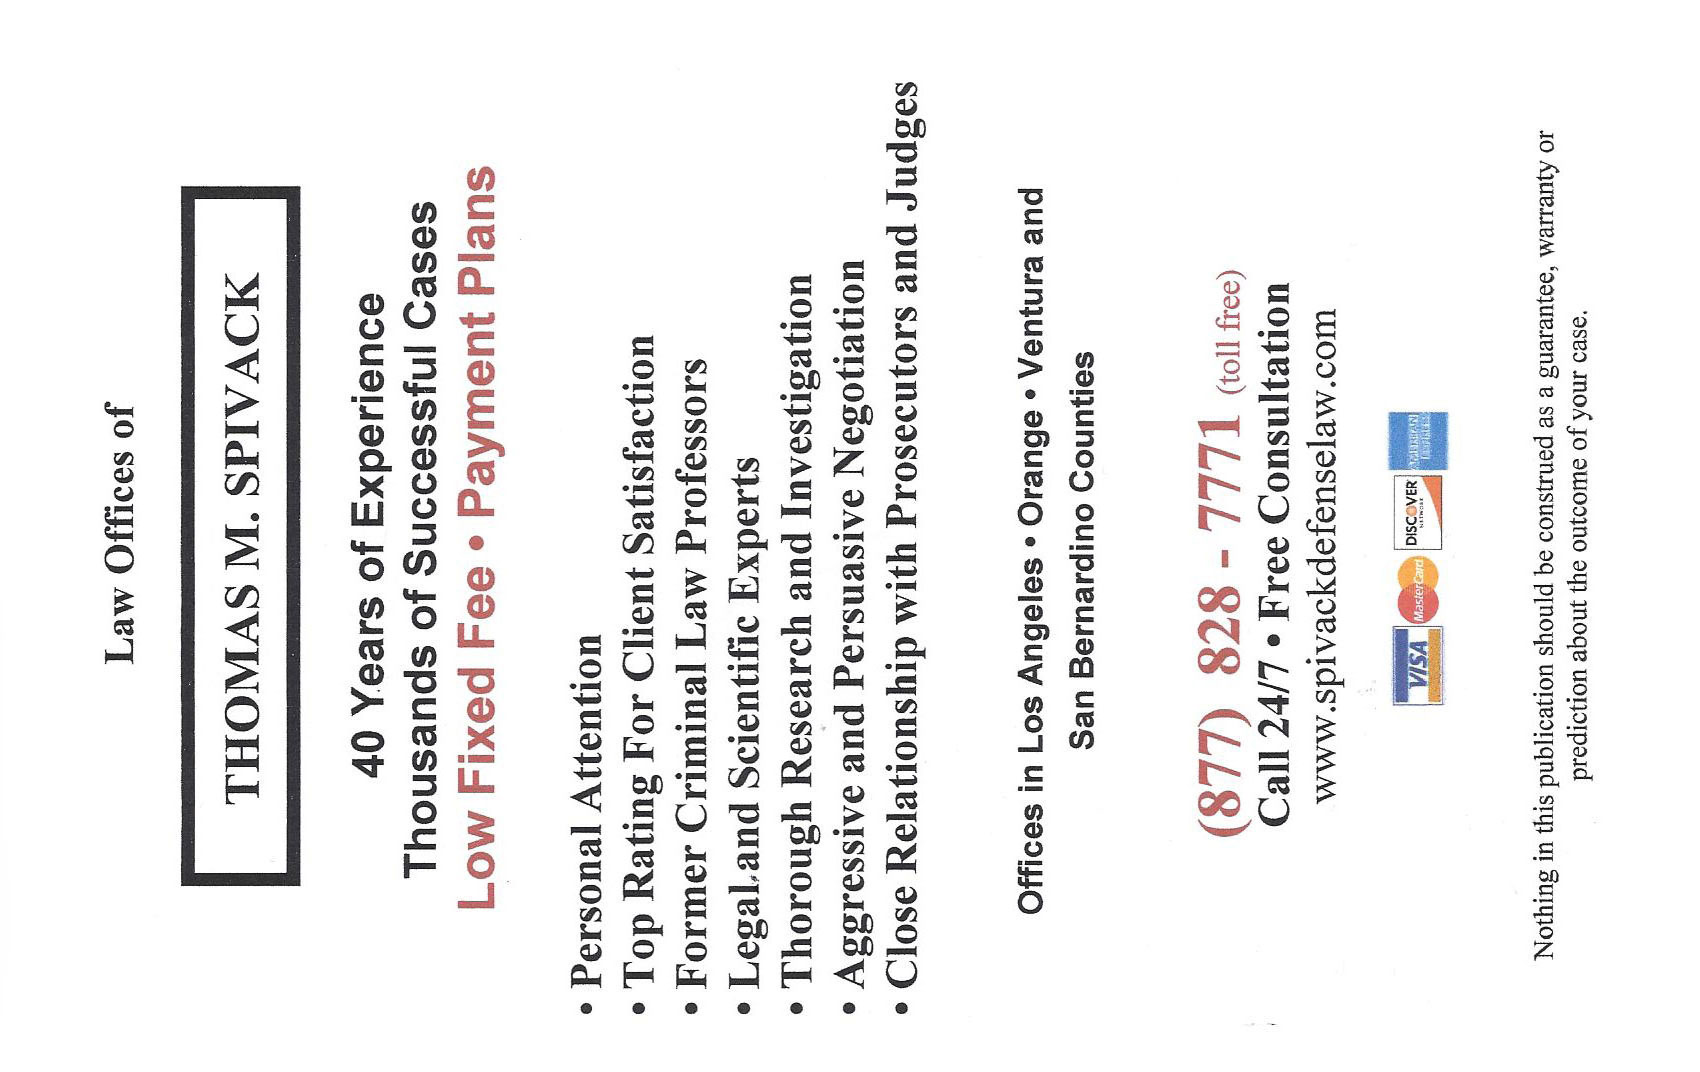 Law Offices of
THOMAS M. SPIVACK
40 Years of Experience
Thousands of Successful Cases
Low Fixed Fee • Payment Plans
• Personal Attention
• Top Rating For Client Satisfaction
• Former Criminal Law Professors
• Legal and Scientific Experts
• Thorough Research and Investigation
• Aggressive and Persuasive Negotiation
• Close Relationship with Prosecutors and Judges
Offices in Los Angeles • Orange • Ventura and
San Bernardino Counties
(877) 828 - 7771 (toll free)
Call 24/7 • Free Consultation
www.spivackdefenselaw.com
VISA MasterCard DISCOVER NETWORK AMERICAN EXPRESS
Nothing in this publication should be construed as a guarantee, warranty or
prediction about the outcome of your case.